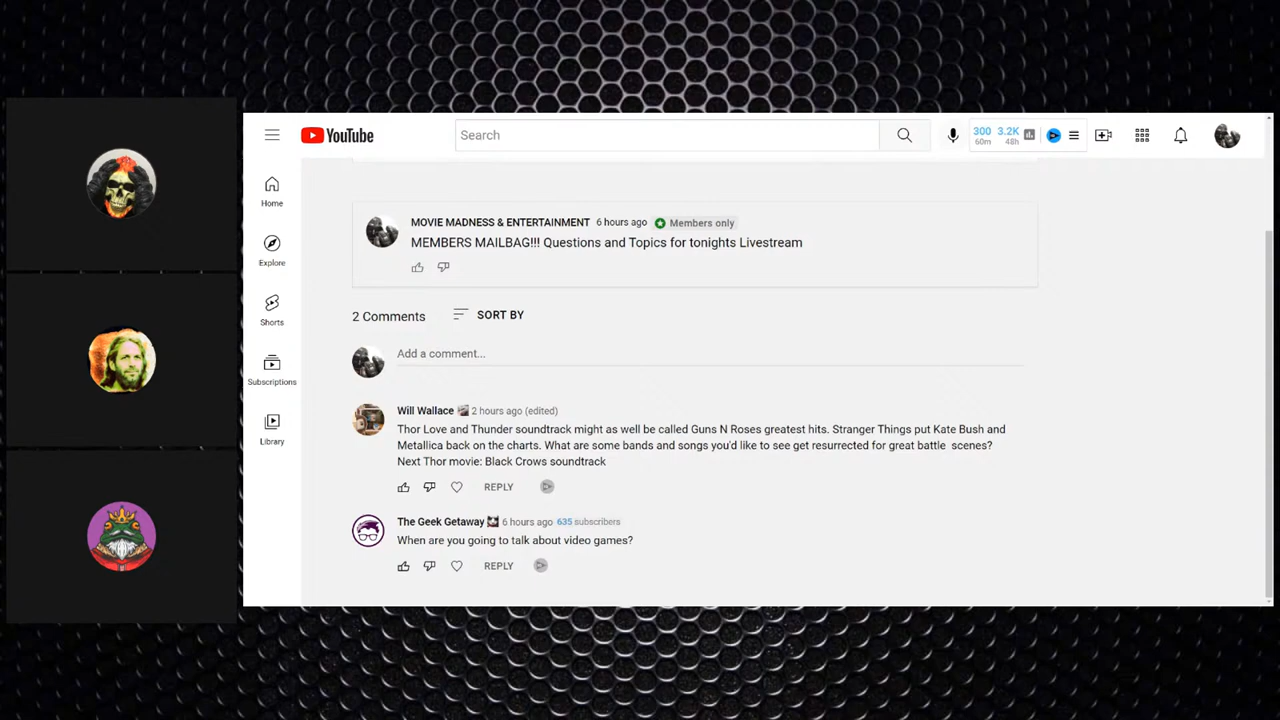 YouTube
Search
300 3.2K
60m 48h
Home
Explore
Shorts
Subscriptions
Library
MOVIE MADNESS & ENTERTAINMENT 6 hours ago Members only
MEMBERS MAILBAG!!! Questions and Topics for tonights Livestream
2 Comments SORT BY
Add a comment...
Will Wallace 2 hours ago (edited)
Thor Love and Thunder soundtrack might as well be called Guns N Roses greatest hits. Stranger Things put Kate Bush and
Metallica back on the charts. What are some bands and songs you'd like to see get resurrected for great battle scenes?
Next Thor movie: Black Crows soundtrack
REPLY
The Geek Getaway 6 hours ago 635 subscribers
When are you going to talk about video games?
REPLY